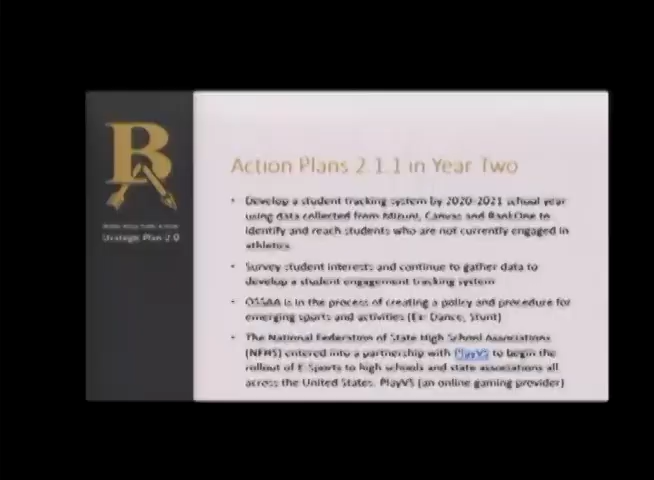 B
Strategic Plan 2.0
Action Plans 2.1.1 in Year Two
• Develop a student tracking system by 2020-2021 school year
using data collected from Mizuni, Canvas and RankOne to
identify and reach students who are not currently engaged in
athletics
• Survey student interests and continue to gather data to
develop a student engagement tracking system
• OSSAA is in the process of creating a policy and procedure for
emerging sports and activities (Ex: Dance, Stunt)
• The National Federation of State High School Associations
(NFHS) entered into a partnership with PlayVS to begin the
rollout of E-Sports to high schools and state associations all
across the United States. PlayVS (an online gaming provider)